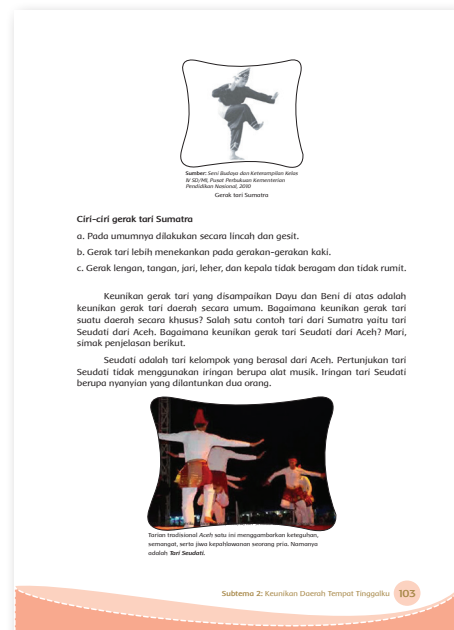 Sumber: Seni Budaya dan Keterampilan Kelas
IV SD/MI, Pusat Perbukuan Kementerian
Pendidikan Nasional, 2010
Gerak tari Sumatra
Ciri-ciri gerak tari Sumatra
a. Pada umumnya dilakukan secara lincah dan gesit.
b. Gerak tari lebih menekankan pada gerakan-gerakan kaki.
c. Gerak lengan, tangan, jari, leher, dan kepala tidak beragam dan tidak rumit.
Keunikan gerak tari yang disampaikan Dayu dan Beni di atas adalah
keunikan gerak tari daerah secara umum. Bagaimana keunikan gerak tari
suatu daerah secara khusus? Salah satu contoh tari dari Sumatra yaitu tari
Seudati dari Aceh. Bagaimana keunikan gerak tari Seudati dari Aceh? Mari,
simak penjelasan berikut.
Seudati adalah tari kelompok yang berasal dari Aceh. Pertunjukan tari
Seudati tidak menggunakan iringan berupa alat musik. Iringan tari Seudati
berupa nyanyian yang dilantunkan dua orang.
Tarian tradisional Aceh satu ini menggambarkan keteguhan,
semangat, serta jiwa kepahlawanan seorang pria. Namanya
adalah Tari Seudati.
Subtema 2: Keunikan Daerah Tempat Tinggalku 103